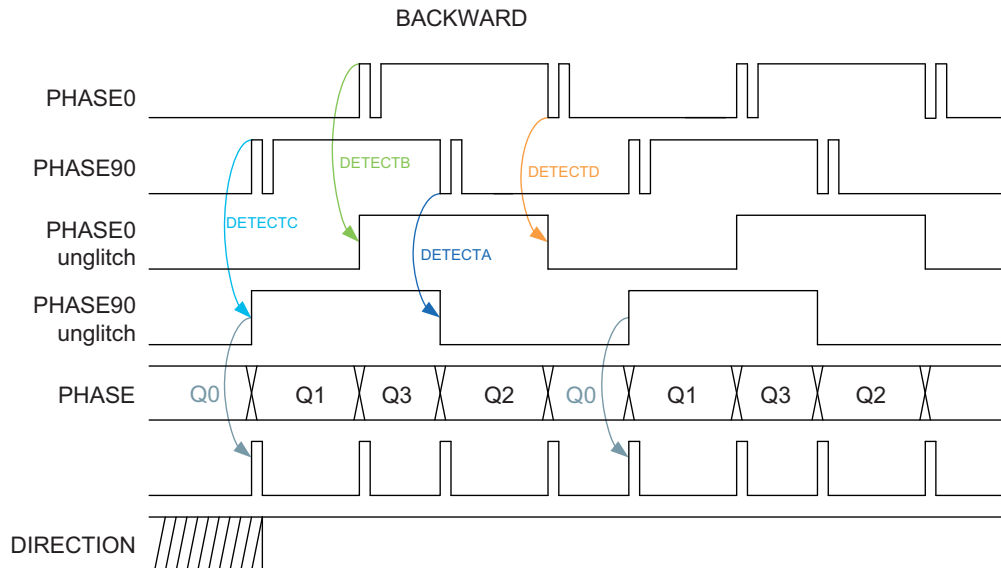 BACKWARD
PHASE0
PHASE90
DETECTB
DETECTD
DETECTC
PHASE0
unglitch
DETECTA
PHASE90
unglitch
PHASE
Q0
Q1
Q3
Q2
Q0
Q1
Q3
Q2
DIRECTION